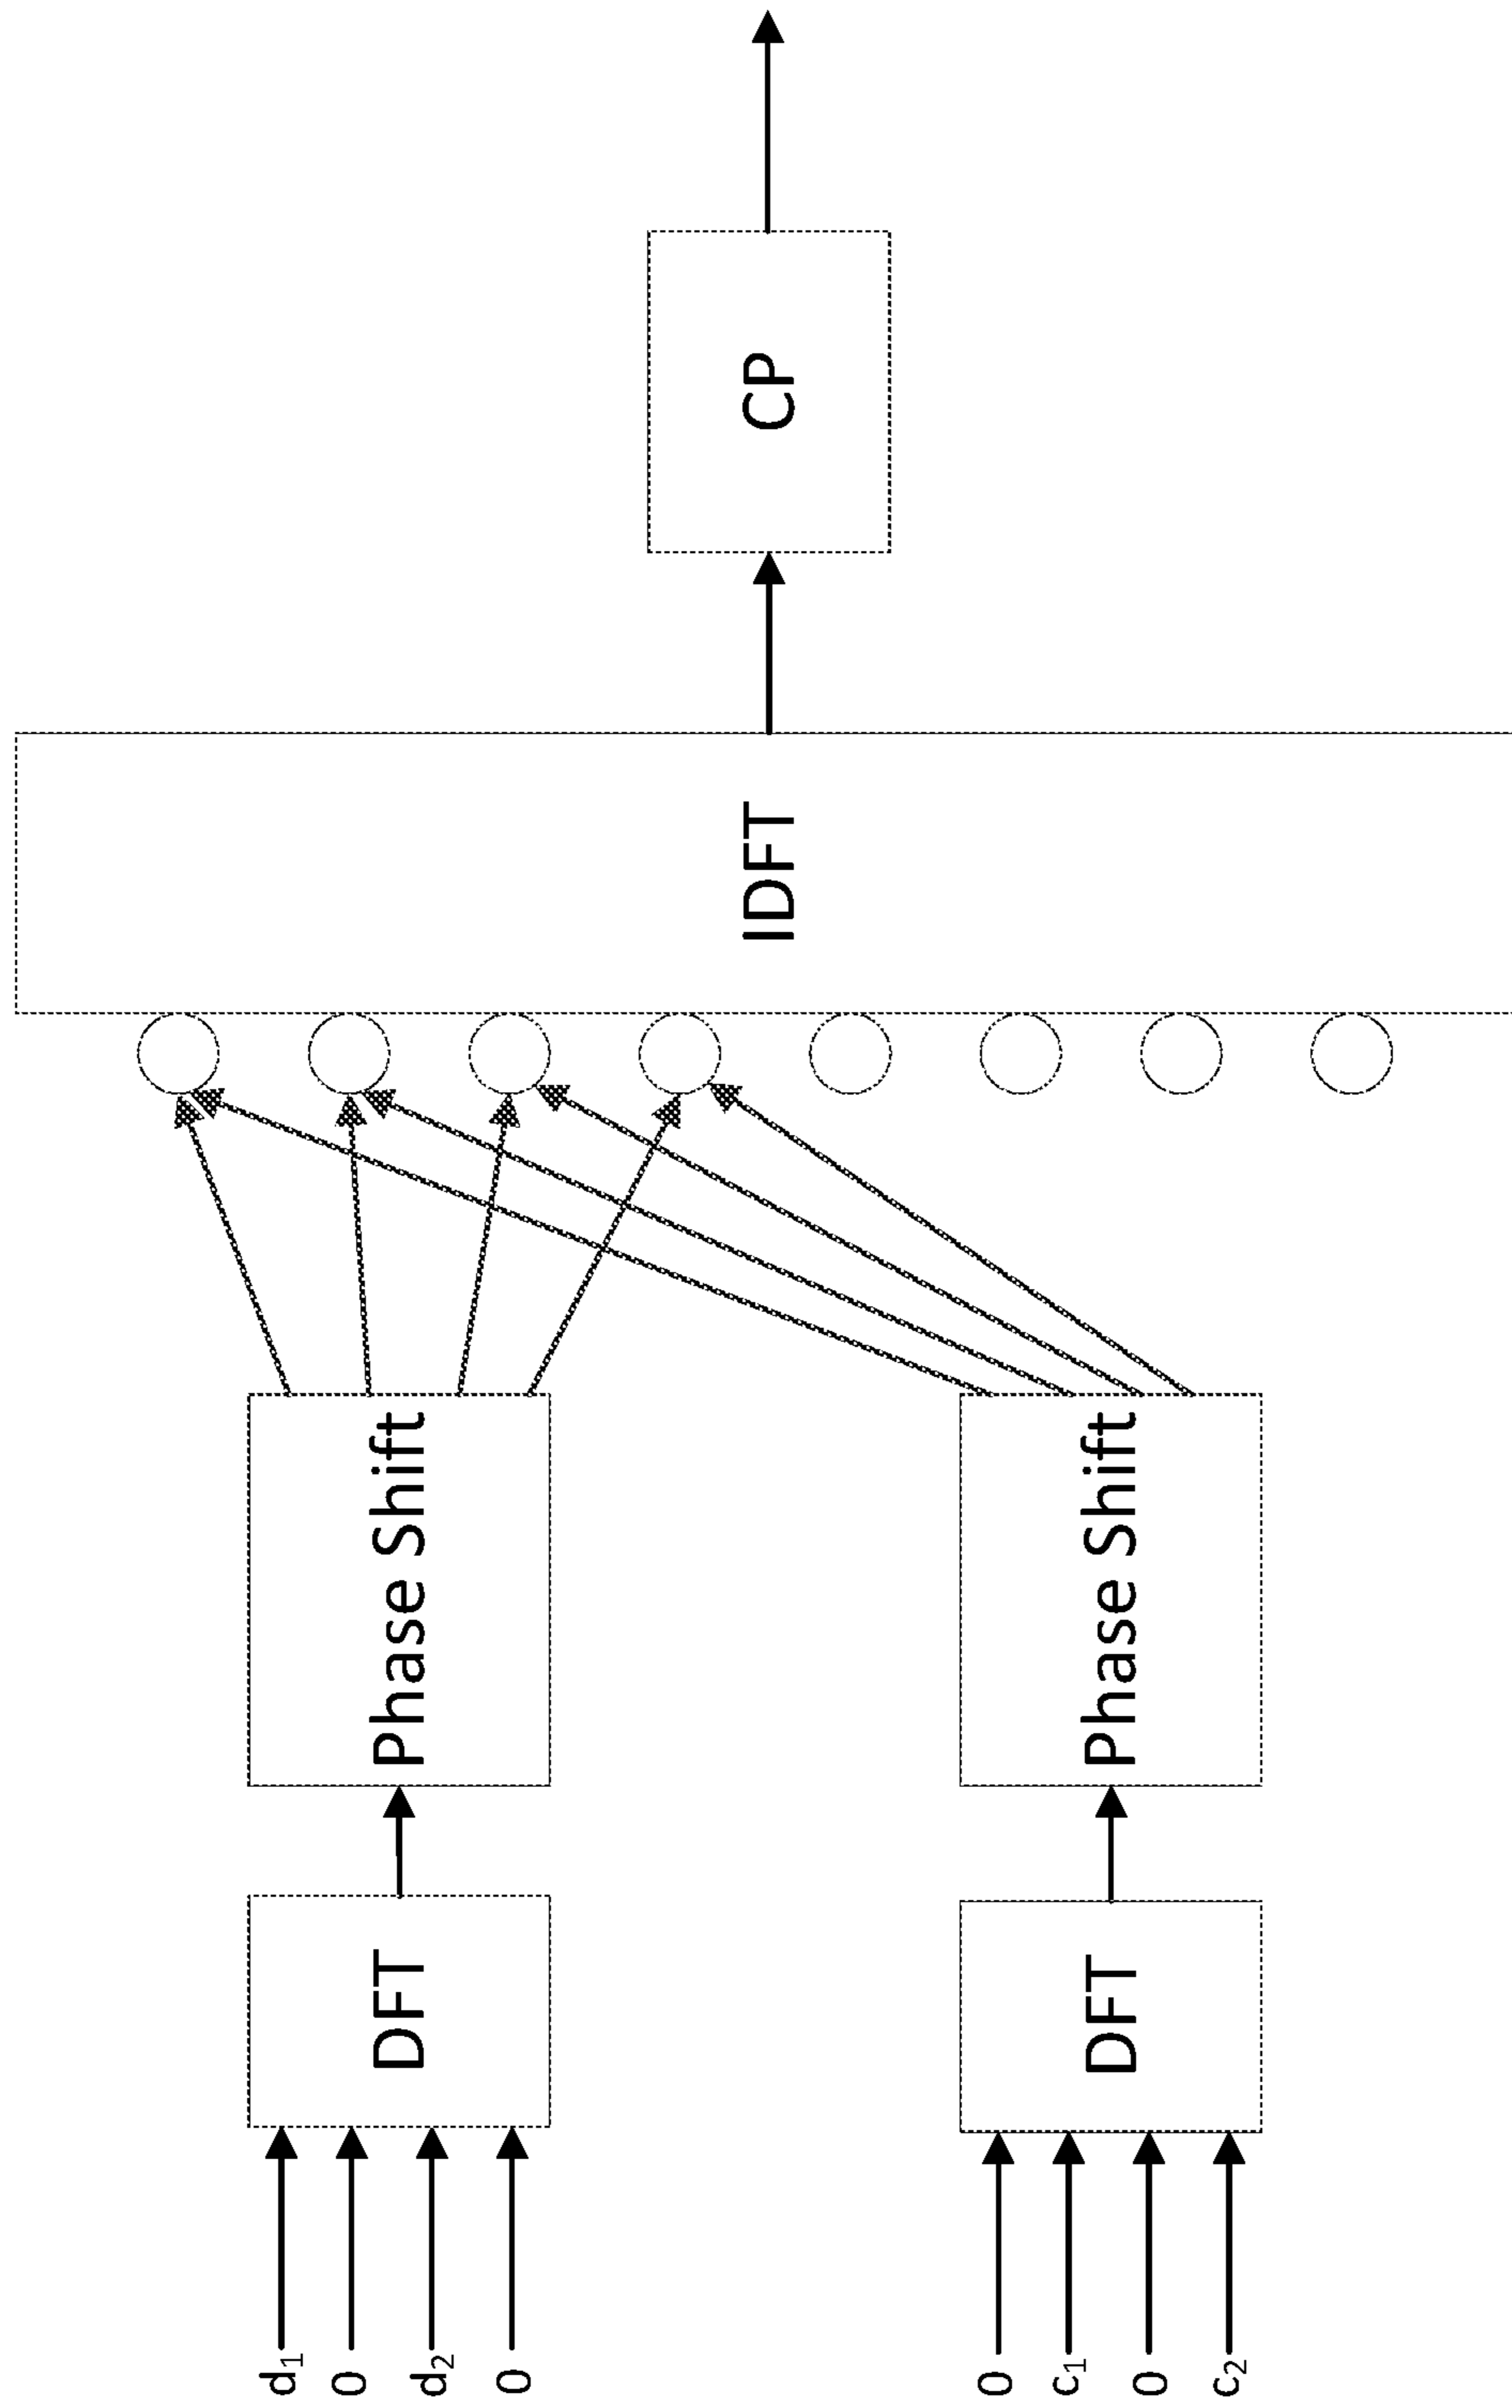 d1
0
d2
0
DFT
Phase Shift
0
c1
0
c2
DFT
Phase Shift
IDFT
CP